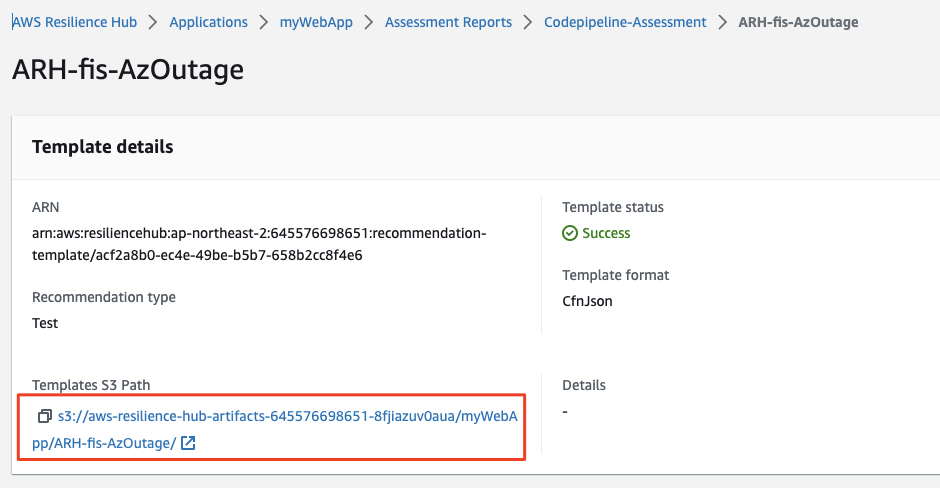 AWS Resilience Hub > Applications > myWebApp > Assessment Reports > Codepipeline-Assessment > ARH-fis-AzOutage
ARH-fis-AzOutage
Template details
ARN
arn:aws:resiliencehub:ap-northeast-2:645576698651:recommendation-
template/acf2a8b0-ec4e-49be-b5b7-658b2cc8f4e6
Recommendation type
Test
Template status
Success
Template format
CfnJson
Templates S3 Path
s3://aws-resilience-hub-artifacts-645576698651-8fjiazuv0aua/myWebA
pp/ARH-fis-AzOutage/
Details
-